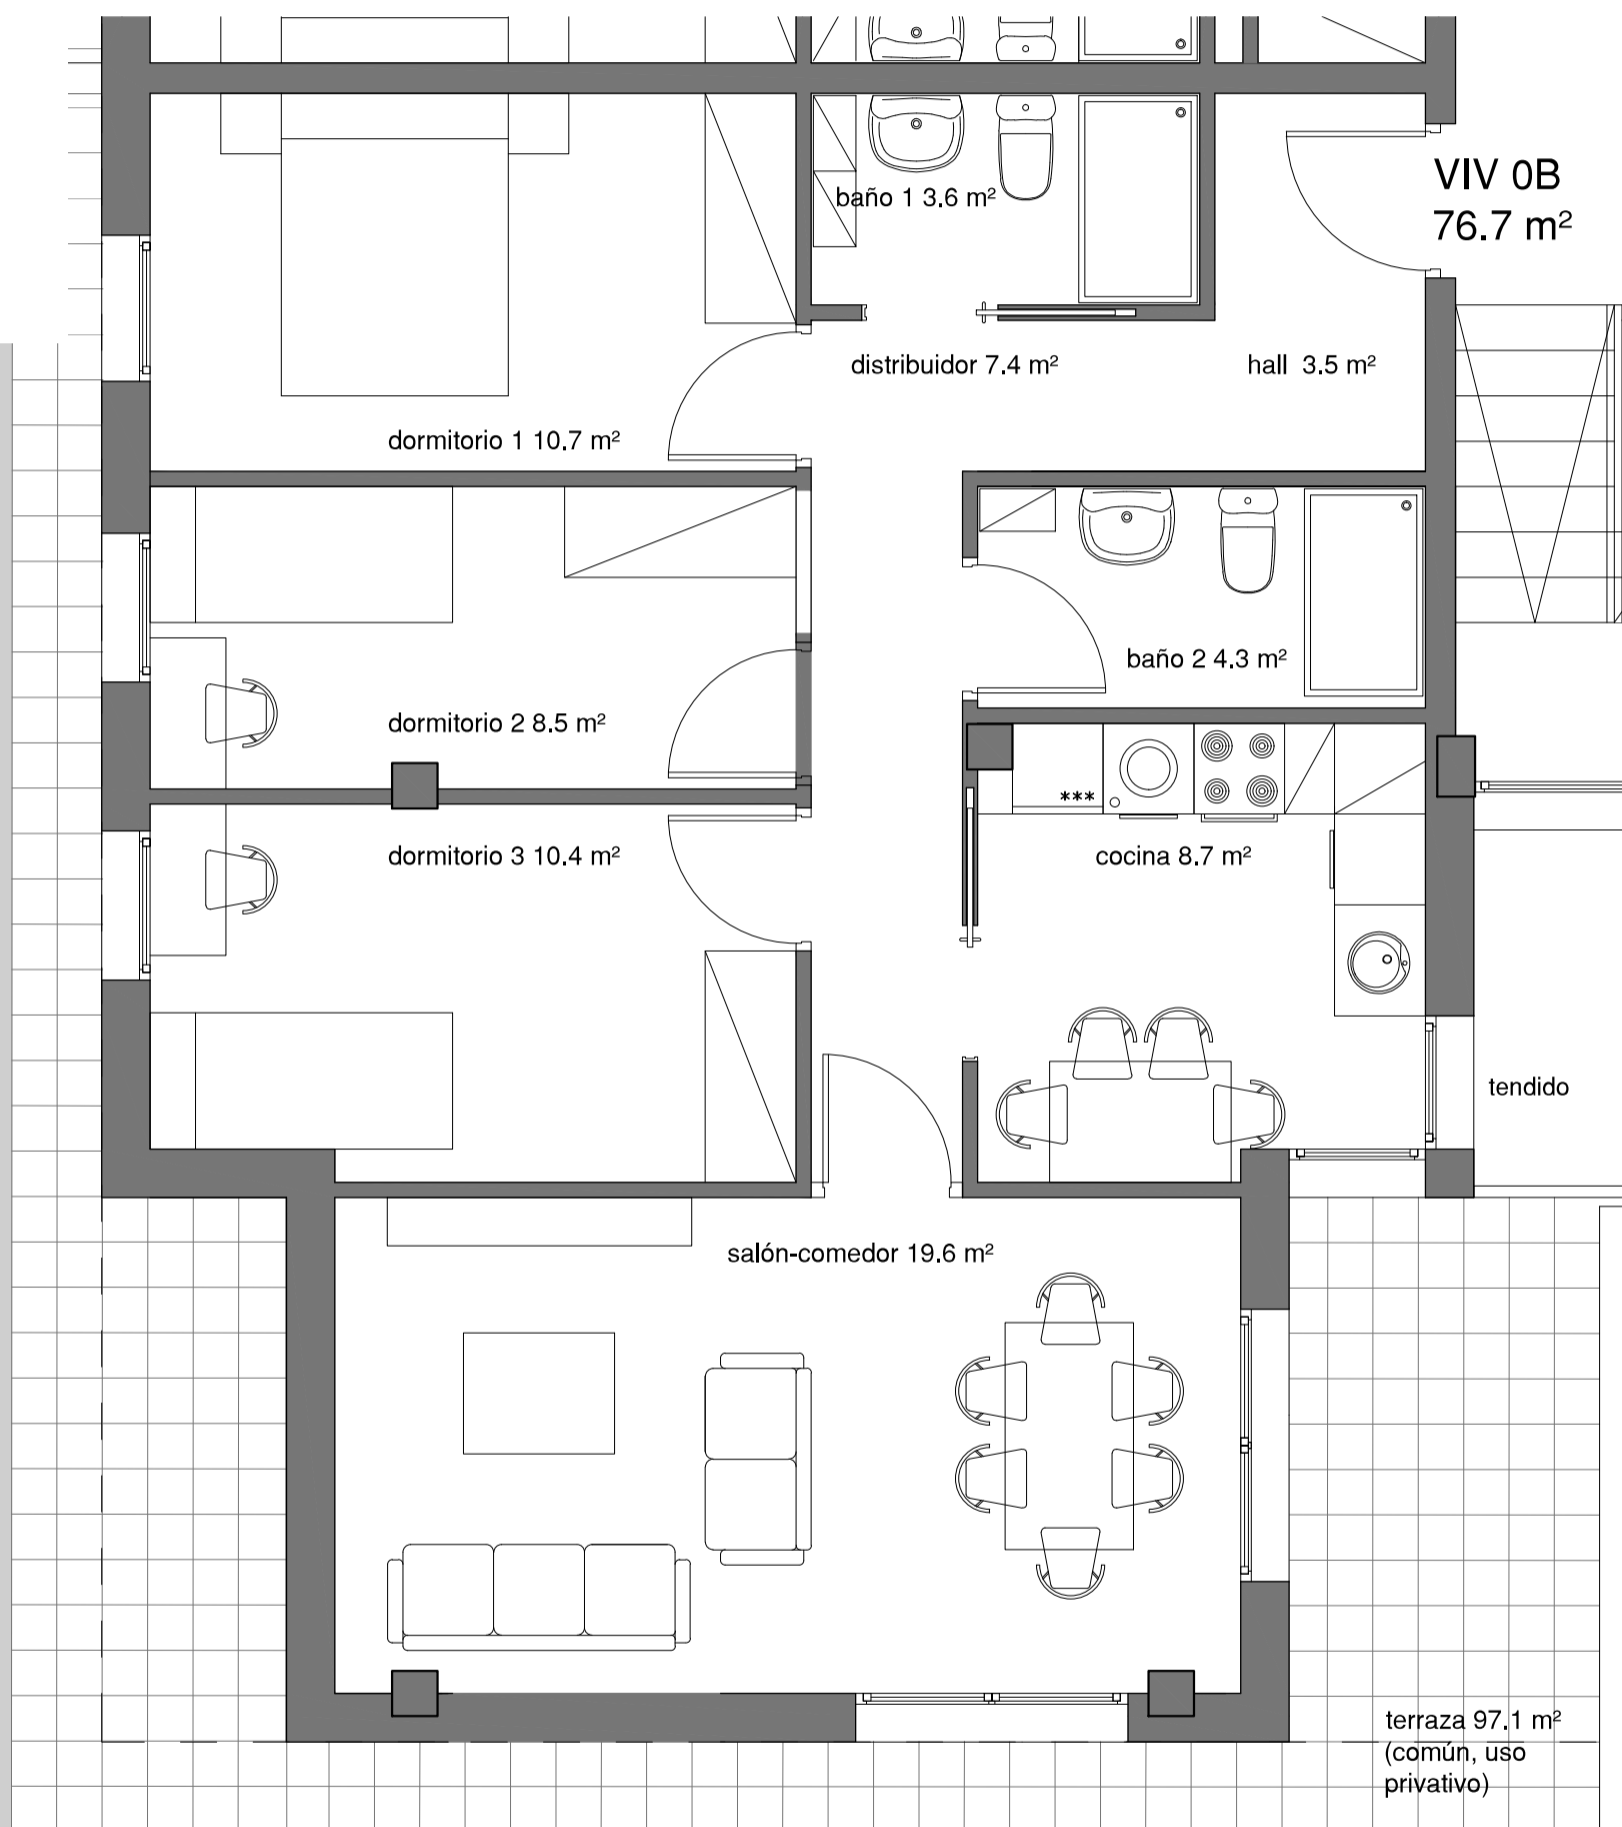 VIV 0B
76.7 m²
baño 1 3.6 m²
distribuidor 7.4 m²
hall 3.5 m²
dormitorio 1 10.7 m²
baño 2 4.3 m²
dormitorio 2 8.5 m²
***
dormitorio 3 10.4 m²
cocina 8.7 m²
tendido
salón-comedor 19.6 m²
terraza 97.1 m²
(común, uso
privativo)